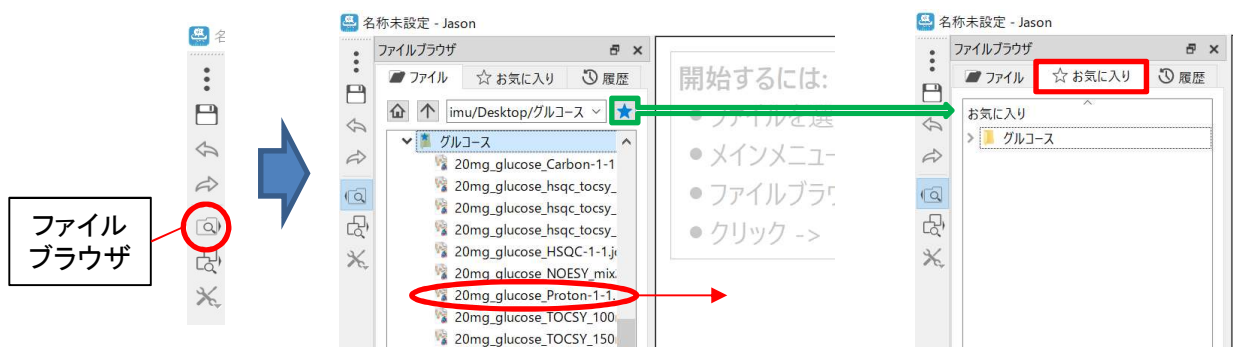 名
ファイル
ブラウザ
名称未設定 - Jason
ファイルブラウザ
ファイル お気に入り 履歴
imu/Desktop/グルコース
グルコース
20mg_glucose_Carbon-1-1
20mg_glucose_hsqc_tocsy_
20mg_glucose_hsqc_tocsy_
20mg_glucose_hsqc_tocsy_
20mg_glucose_HSQC-1-1.j
20mg_glucose_NOESY_mix
20mg_glucose_Proton-1-1.
20mg_glucose_TOCSY_100
20mg_glucose_TOCSY_150
開始するには:
ファイルを選
メインメニュー
ファイルブラウ
クリック ->
名称未設定 - Jason
ファイルブラウザ
ファイル お気に入り 履歴
お気に入り
グルコース